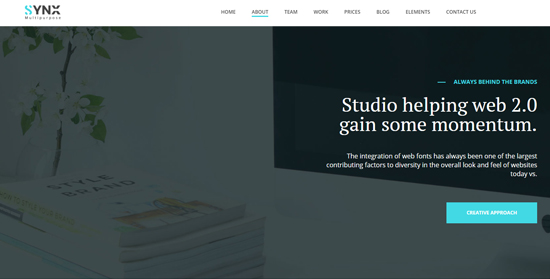 SYNX
Multipurpose
HOME ABOUT TEAM WORK PRICES BLOG ELEMENTS CONTACT US
ALWAYS BEHIND THE BRANDS
Studio helping web 2.0
gain some momentum.
The integration of web fonts has always been one of the largest
contributing factors to diversity in the overall look and feel of websites
today vs.
CREATIVE APPROACH
STYLE
BRAND